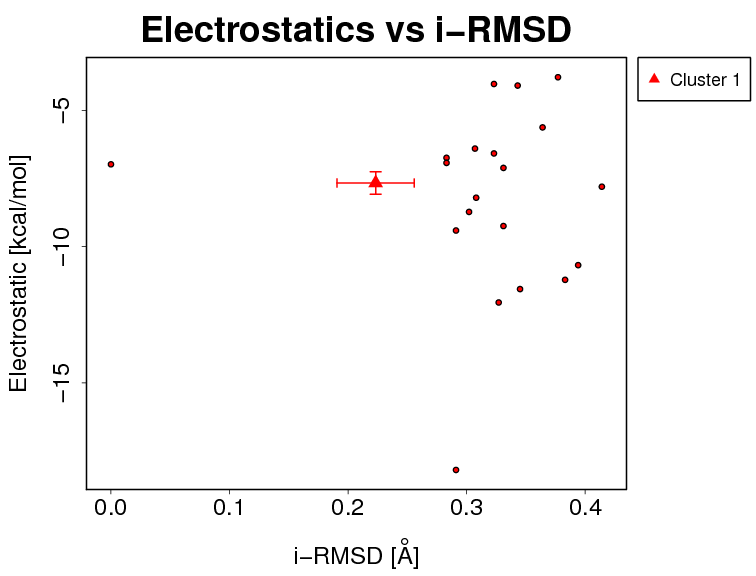 Electrostatics vs i−RMSD
Cluster 1
Electrostatic [kcal/mol]
−5
−10
−15
0.0 0.1 0.2 0.3 0.4
i−RMSD [Å]